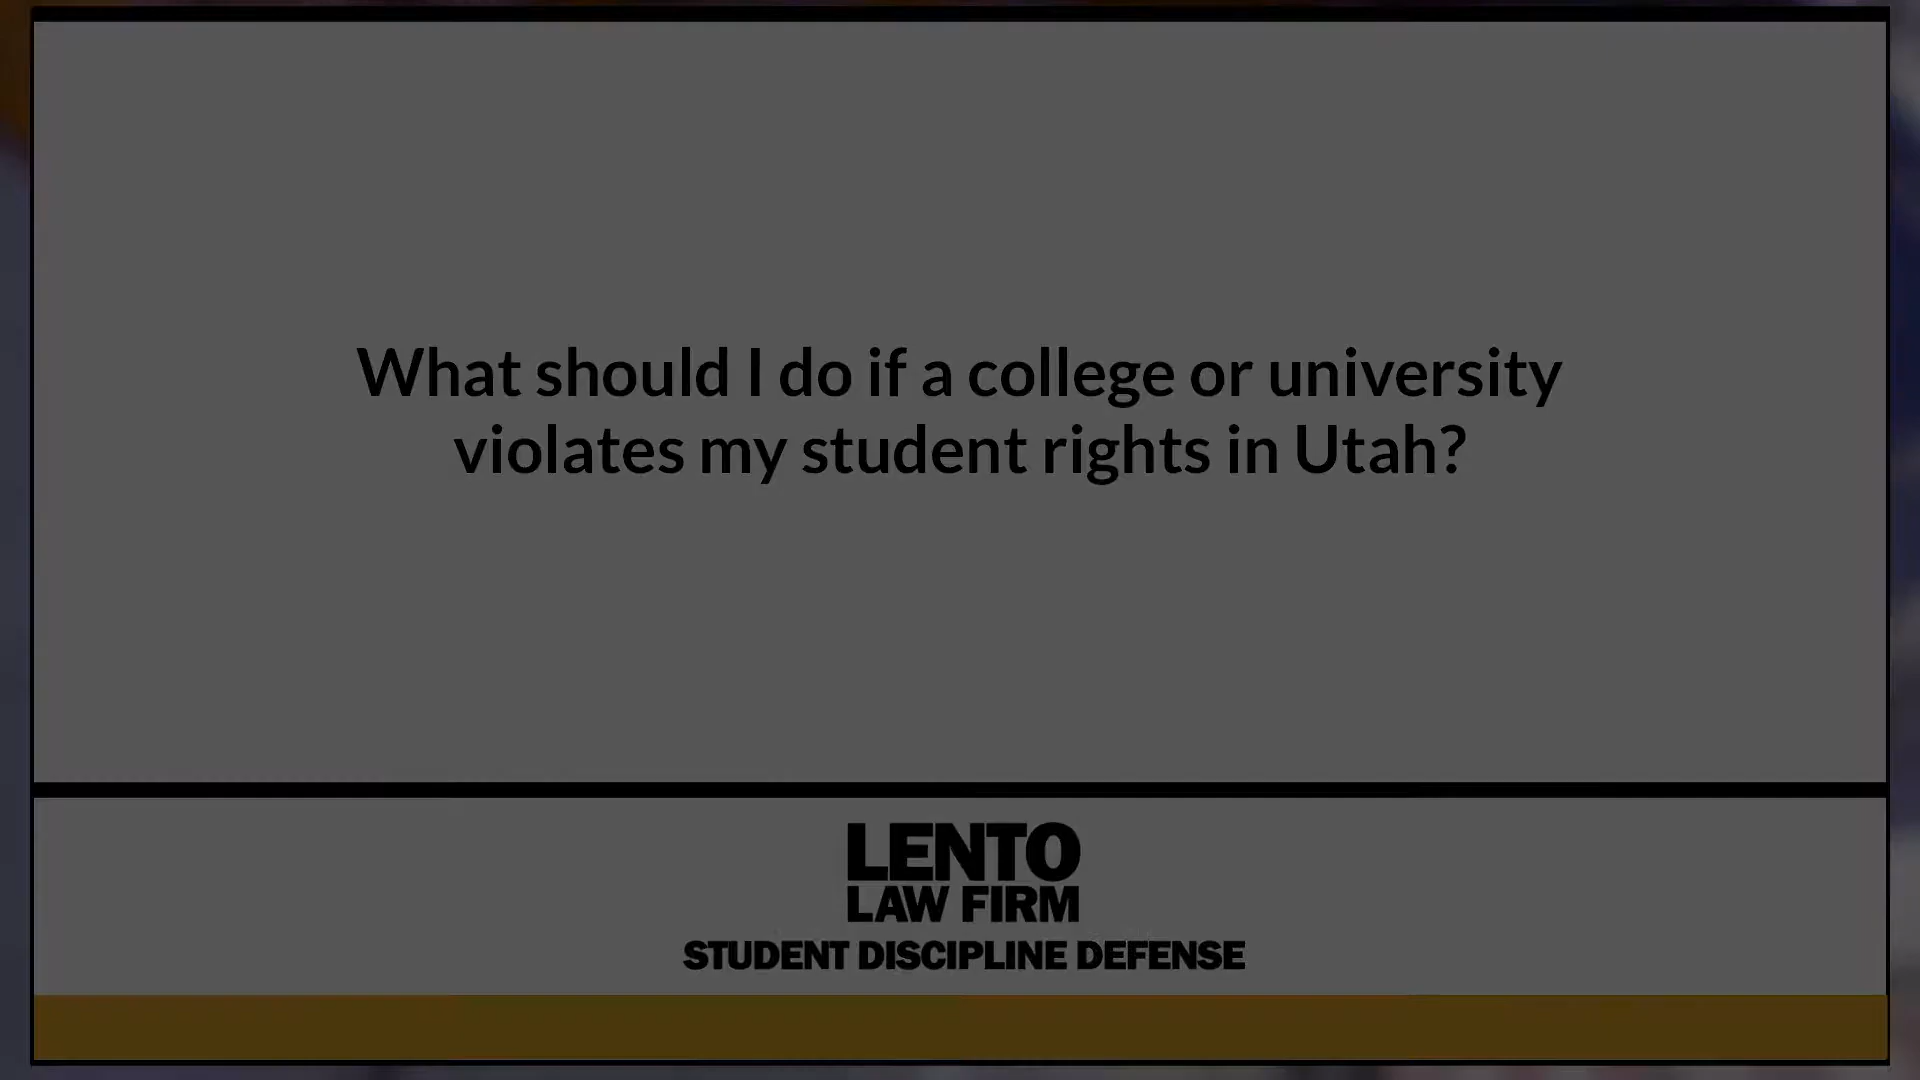 What should I do if a college or university
violates my student rights in Utah?
LENTO
LAW FIRM
STUDENT DISCIPLINE DEFENSE